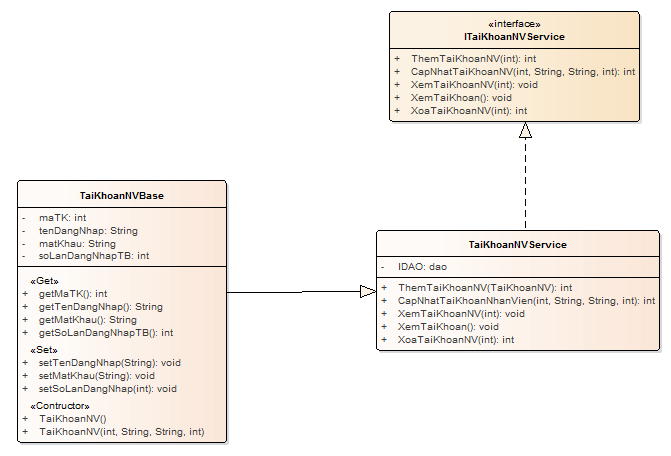 «interface»
ITaiKhoanNVService
+ ThemTaiKhoanNV(int): int
+ CapNhatTaiKhoanNV(int, String, String, int): int
+ XemTaiKhoanNV(int): void
+ XemTaiKhoan(): void
+ XoaTaiKhoanNV(int): int
TaiKhoanNVBase
- maTK: int
- tenDangNhap: String
- matKhau: String
- soLanDangNhapTB: int
«Get»
+ getMaTK(): int
+ getTenDangNhap(): String
+ getMatKhau(): String
+ getSoLanDangNhapTB(): int
«Set»
+ setTenDangNhap(String): void
+ setMatKhau(String): void
+ setSoLanDangNhap(int): void
«Contructor»
+ TaiKhoanNV()
+ TaiKhoanNV(int, String, String, int)
TaiKhoanNVService
- IDAO: dao
+ ThemTaiKhoanNV(TaiKhoanNV): int
+ CapNhatTaiKhoanNhanVien(int, String, String, int): int
+ XemTaiKhoanNV(int): void
+ XemTaiKhoan(): void
+ XoaTaiKhoanNV(int): int